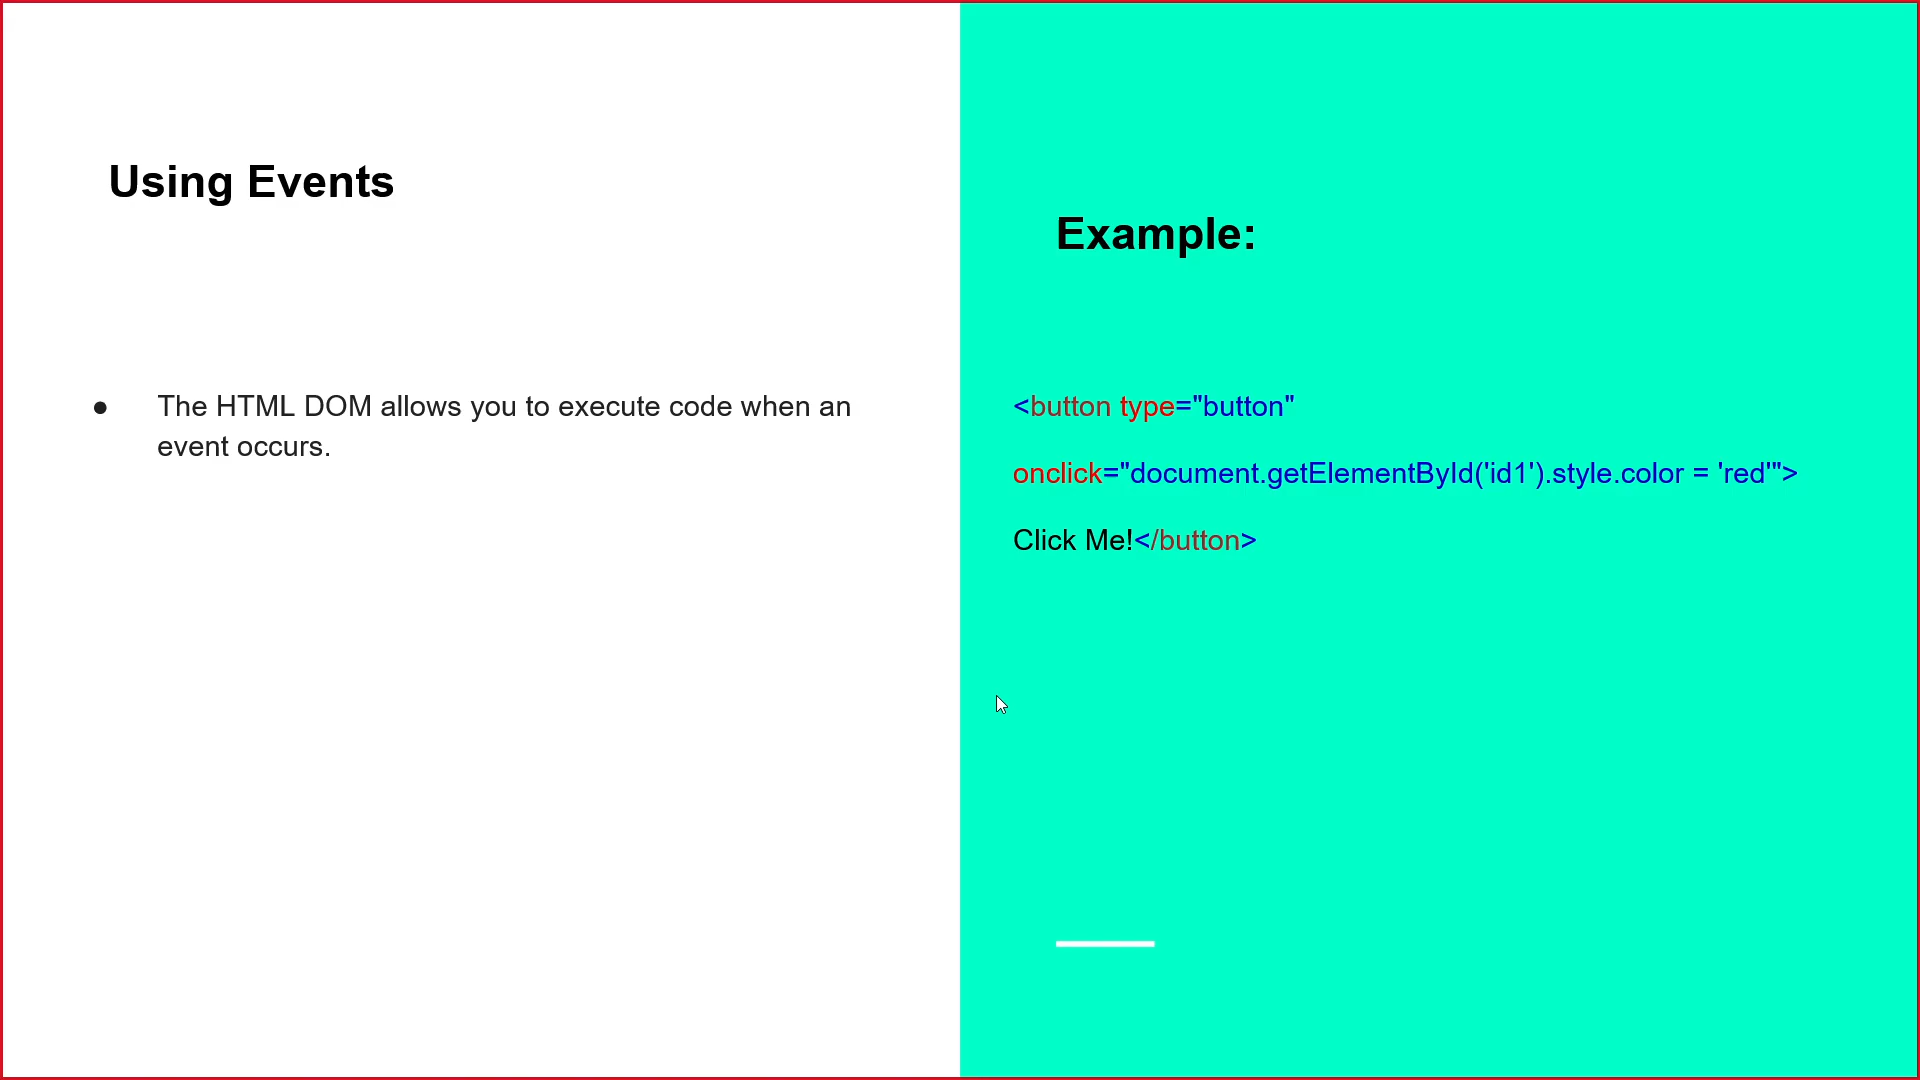 Using Events
● The HTML DOM allows you to execute code when an
event occurs.
Example:
<button type="button"
onclick="document.getElementById('id1').style.color = 'red'">
Click Me!</button>